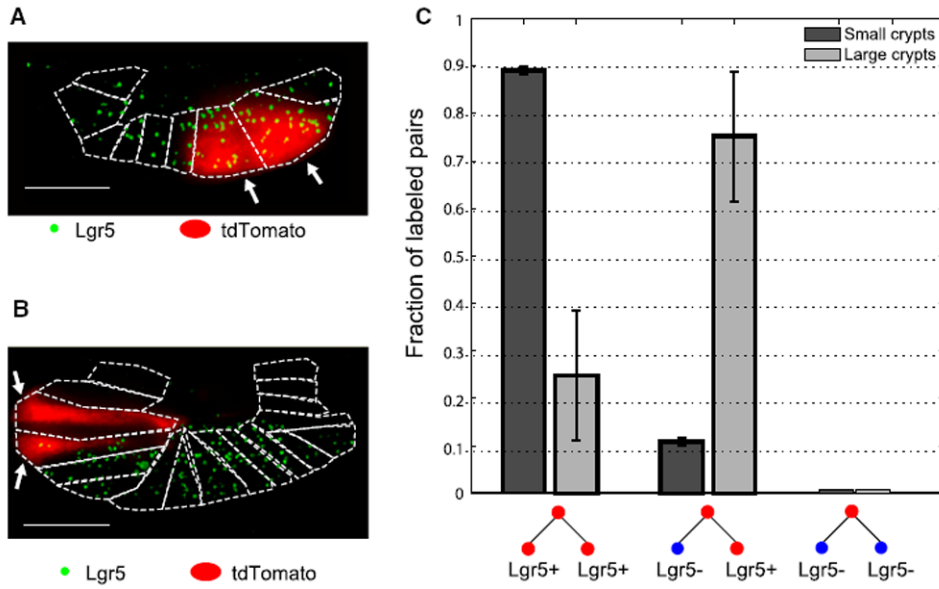 A
Lgr5 tdTomato
B
Lgr5 tdTomato
C
Small crypts
Large crypts
Fraction of labeled pairs
1
0.9
0.8
0.7
0.6
0.5
0.4
0.3
0.2
0.1
0
Lgr5+ Lgr5+ Lgr5- Lgr5+ Lgr5- Lgr5-